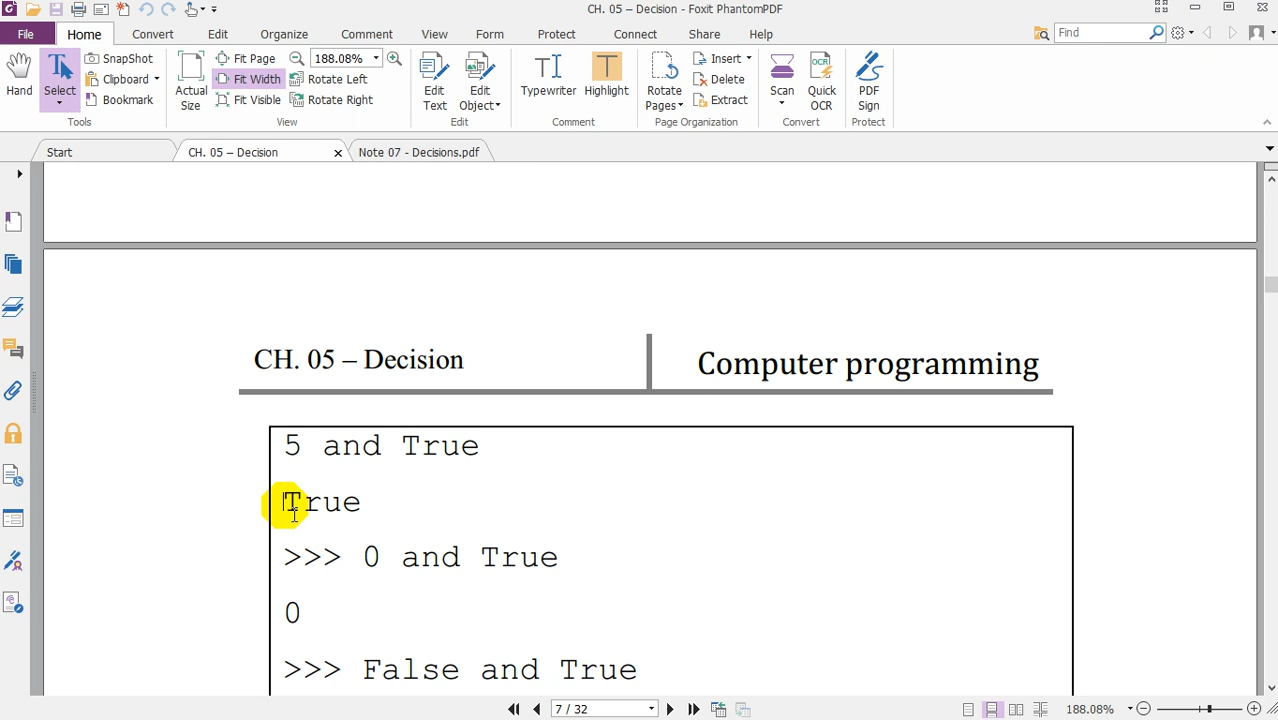 CH. 05 – Decision - Foxit PhantomPDF
File Home Convert Edit Organize Comment View Form Protect Connect Share Help Find
Hand
Select
SnapShot
Clipboard
Bookmark
Tools
Actual Size
Fit Page
Fit Width
Fit Visible
188.08%
Rotate Left
Rotate Right
View
Edit Text
Edit Object
Edit
Typewriter
Highlight
Comment
Rotate Pages
Insert
Delete
Extract
Page Organization
Scan
Quick OCR
Convert
PDF Sign
Protect
Start
CH. 05 – Decision
Note 07 - Decisions.pdf
CH. 05 – Decision
Computer programming
5 and True
True
>>> 0 and True
0
>>> False and True
7 / 32
188.08%